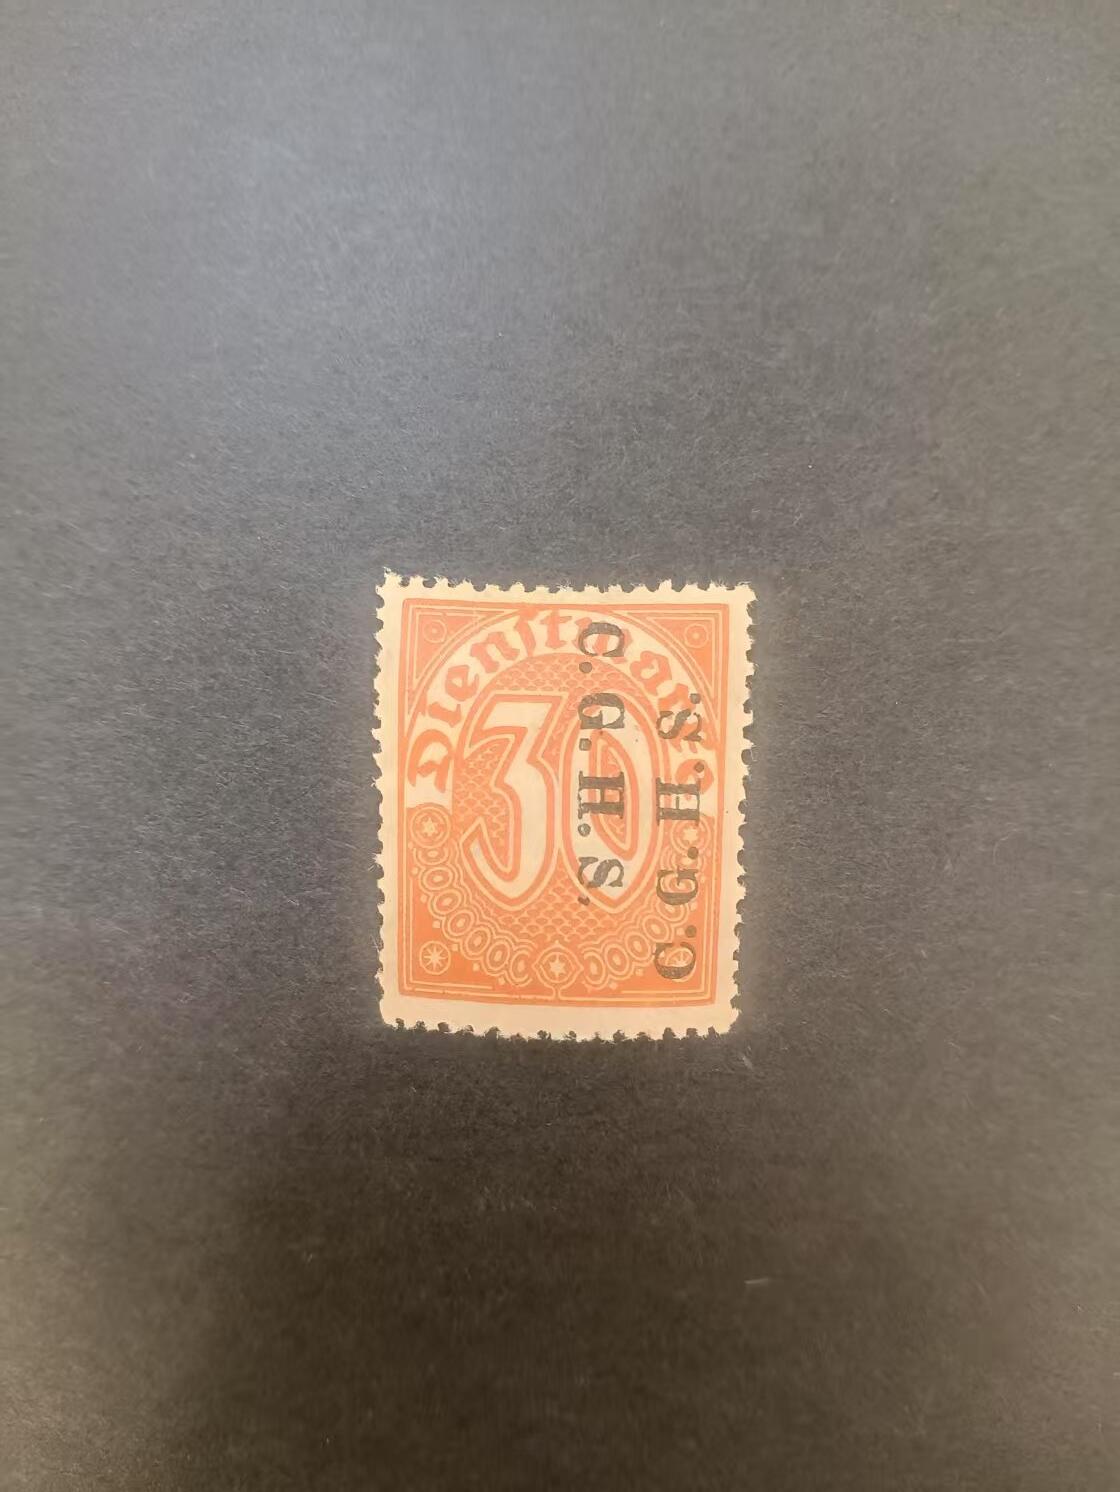 Dienstmarke
30
C. G. H. S.
C. G. H. S.